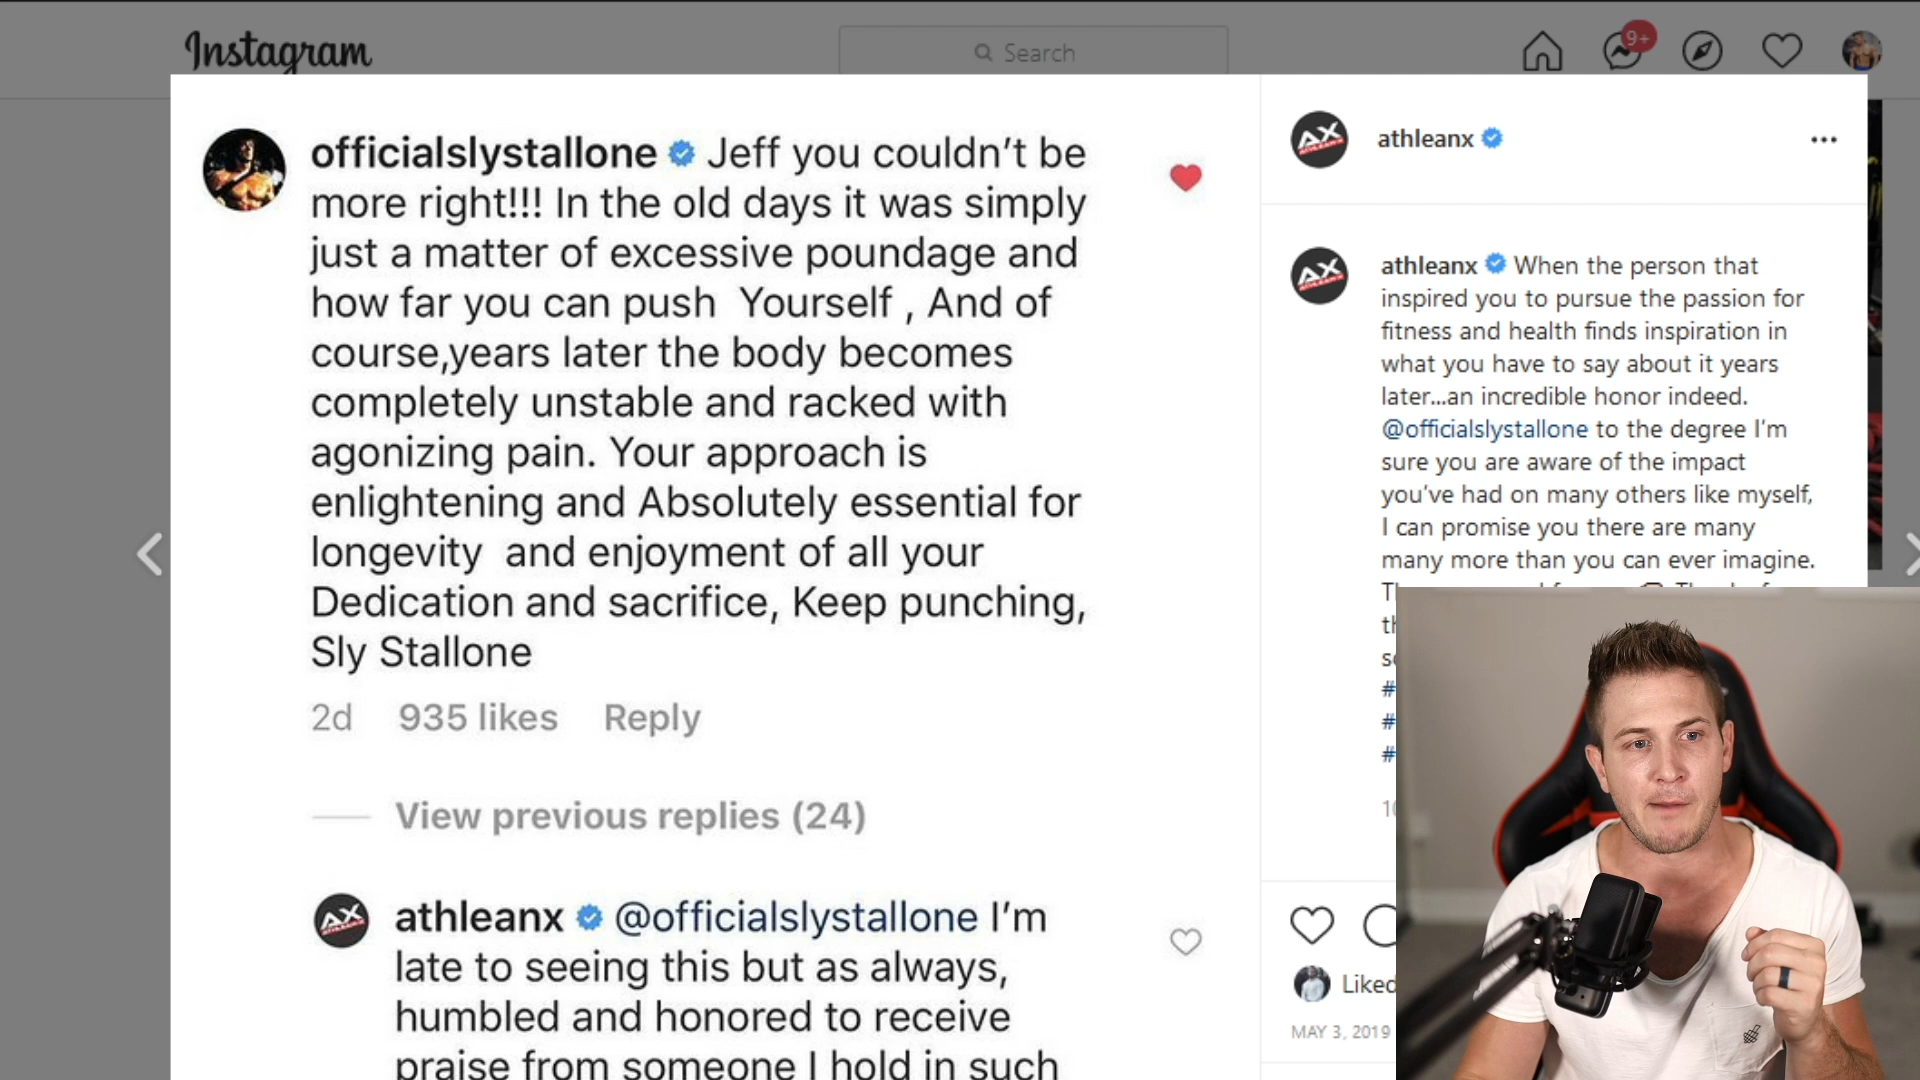 Instagram
Search
9+
officialslystallone Jeff you couldn't be
more right!!! In the old days it was simply
just a matter of excessive poundage and
how far you can push Yourself , And of
course,years later the body becomes
completely unstable and racked with
agonizing pain. Your approach is
enlightening and Absolutely essential for
longevity and enjoyment of all your
Dedication and sacrifice, Keep punching,
Sly Stallone
2d 935 likes Reply
View previous replies (24)
AX
athleanx @officialslystallone I'm
late to seeing this but as always,
humbled and honored to receive
praise from someone I hold in such
AX
athleanx
AX
athleanx When the person that
inspired you to pursue the passion for
fitness and health finds inspiration in
what you have to say about it years
later...an incredible honor indeed.
@officialslystallone to the degree I'm
sure you are aware of the impact
you've had on many others like myself,
I can promise you there are many
many more than you can ever imagine.
#
#
#
Liked
MAY 3, 2019